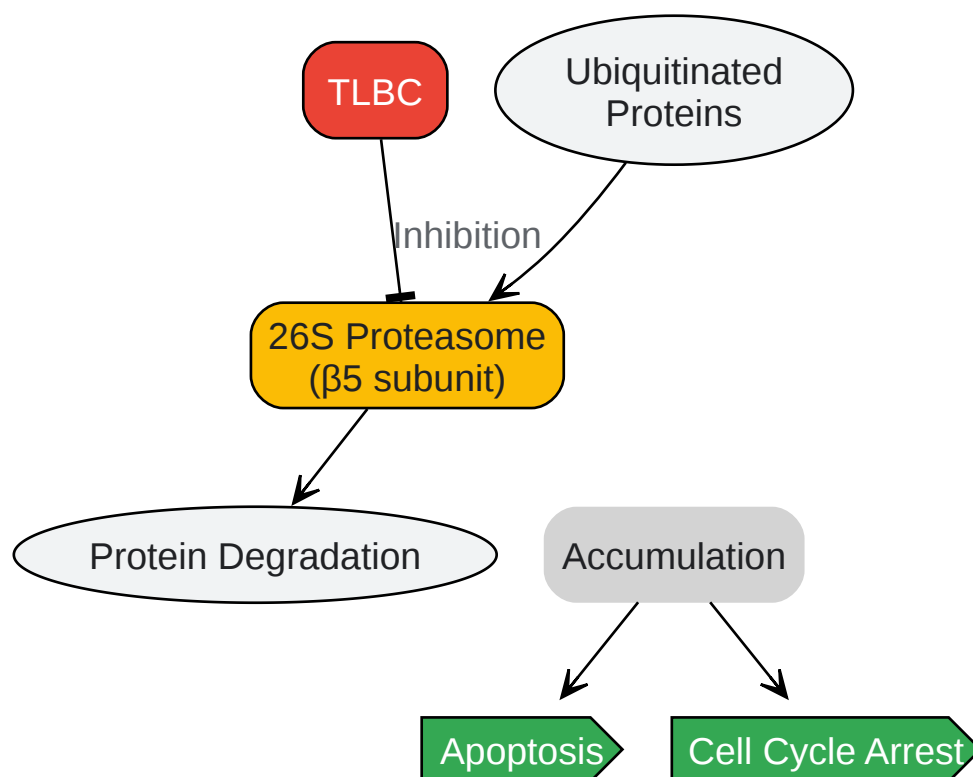 TLBC
Ubiquitinated
Proteins
Inhibition
26S Proteasome
(β5 subunit)
Protein Degradation
Accumulation
Apoptosis
Cell Cycle Arrest